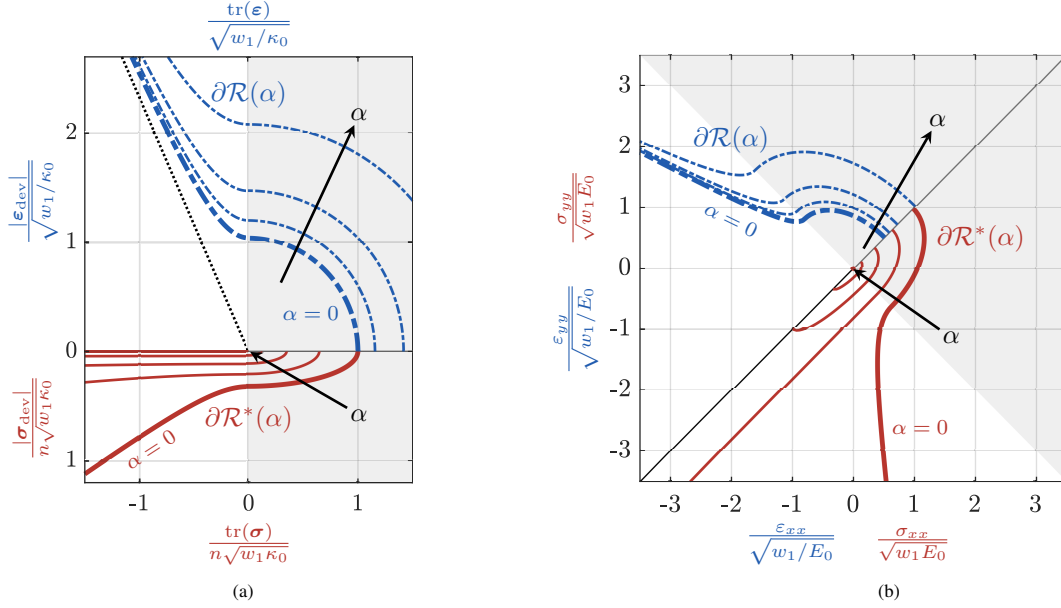 tr(ε)
√(w₁/κ₀)
2
1
0
1
|ε_dev|
√(w₁/κ₀)
|σ_dev|
n√(w₁κ₀)
∂ℛ(α)
α
α = 0
∂ℛ*(α)
α
α = 0
-1 0 1
tr(σ)
n√(w₁κ₀)
(a)
3
2
1
0
-1
-2
-3
σ_yy
√(w₁E₀)
ε_yy
√(w₁/E₀)
∂ℛ(α)
α
α = 0
∂ℛ*(α)
α
α = 0
-3 -2 -1 0 1 2 3
ε_xx
√(w₁/E₀)
σ_xx
√(w₁E₀)
(b)